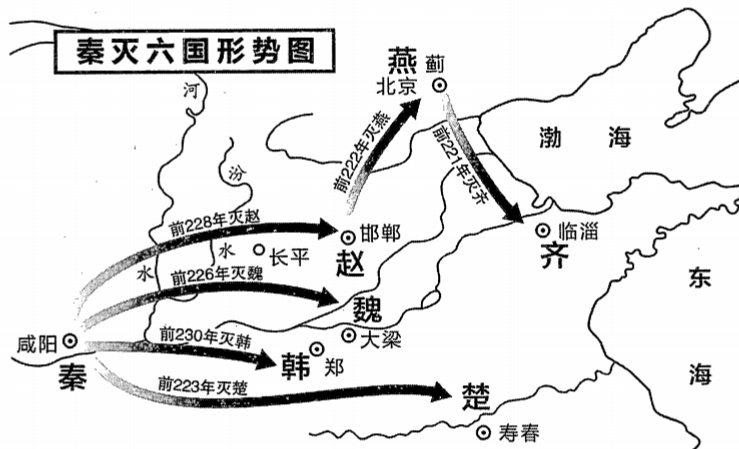 秦灭六国形势图
燕
蓟
北京
河
渤海
汾
前222年灭燕
前221年灭齐
前228年灭赵
邯郸
赵
临淄
齐
水
长平
水
前226年灭魏
魏
东海
咸阳
秦
大梁
前230年灭韩
韩
郑
前223年灭楚
楚
寿春